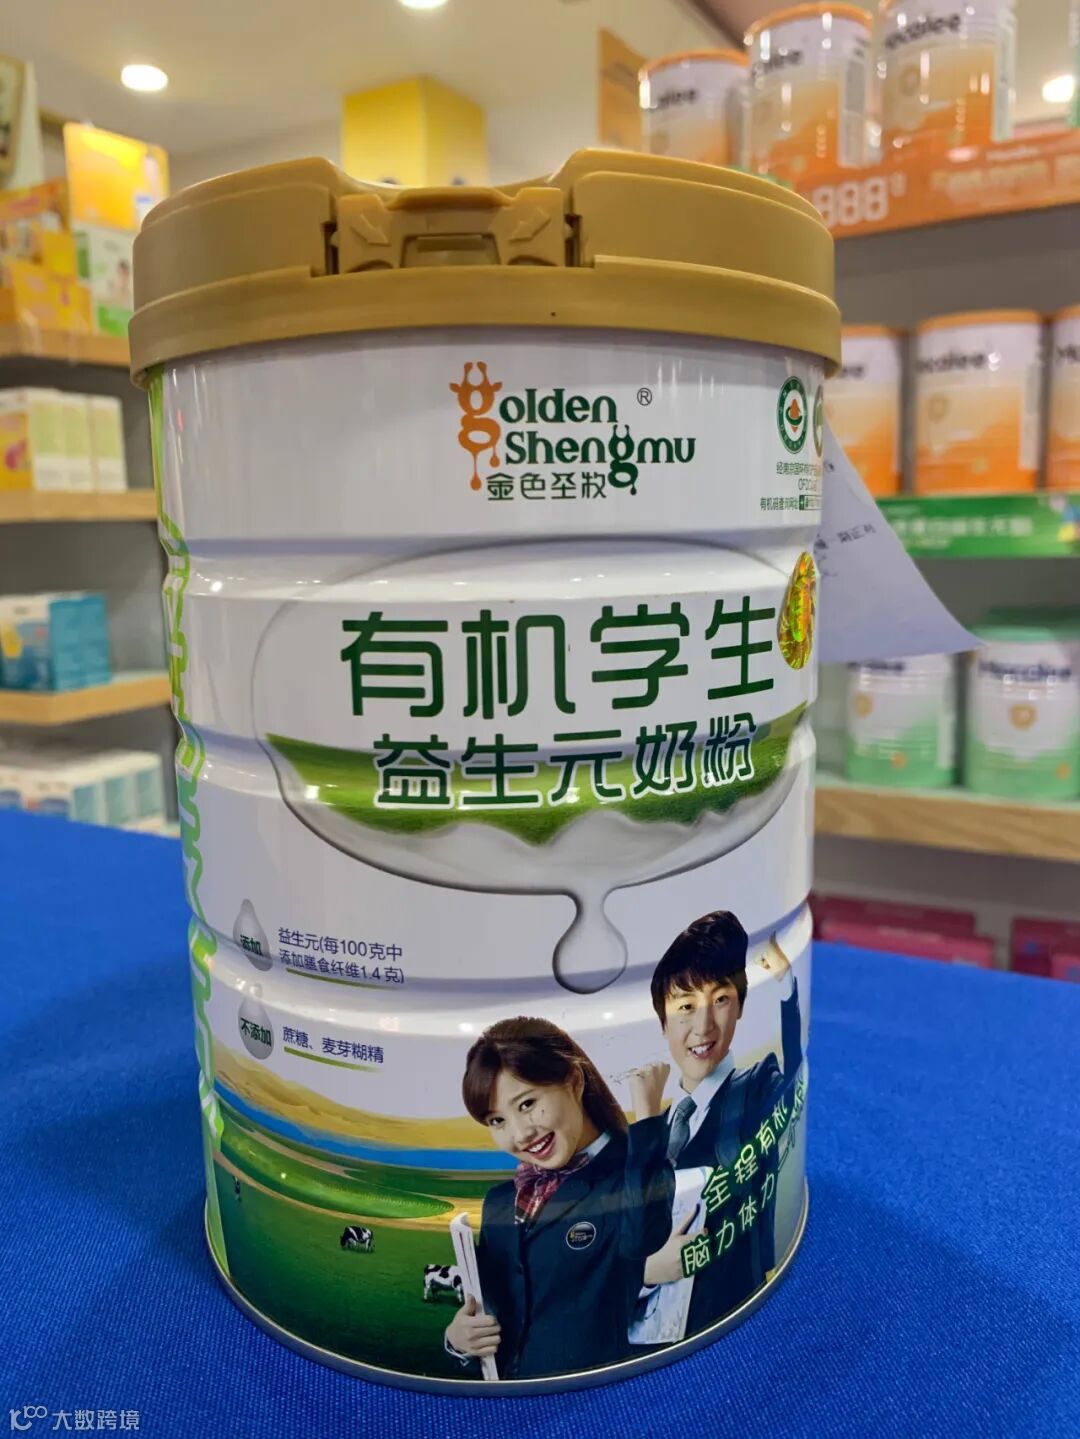 golden ®
Shengmu
金色圣牧
有机学生
益生元奶粉
添加
益生元(每100克中
添加膳食纤维1.4克)
不添加
蔗糖、麦芽糊精
全程有机
脑力体力一
888
大数跨境